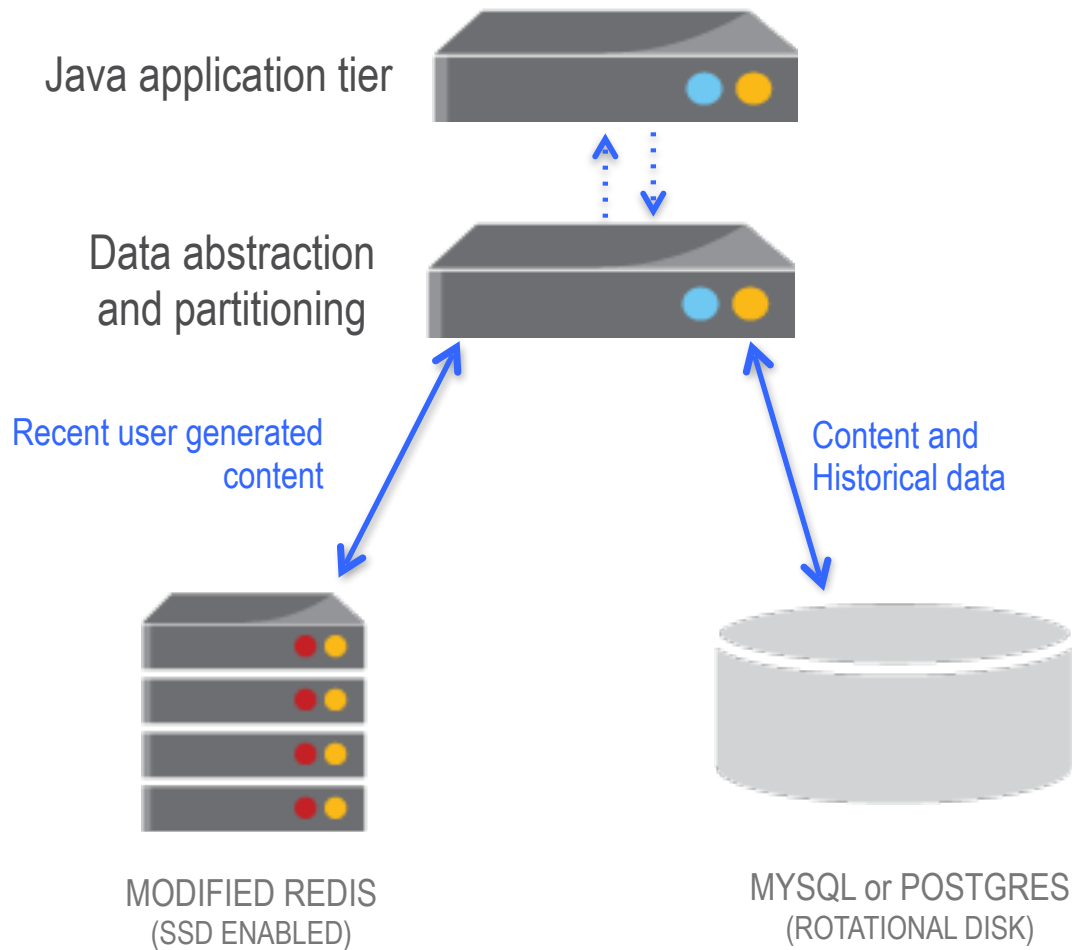 Java application tier
Data abstraction
and partitioning
Recent user generated
content
Content and
Historical data
MODIFIED REDIS
(SSD ENABLED)
MYSQL or POSTGRES
(ROTATIONAL DISK)